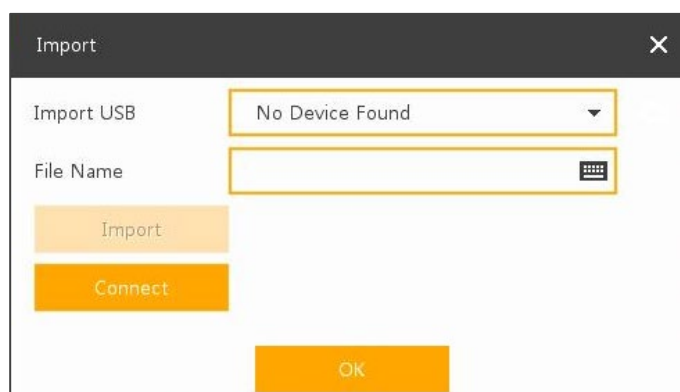 Import
Import USB No Device Found
File Name
Import
Connect
OK